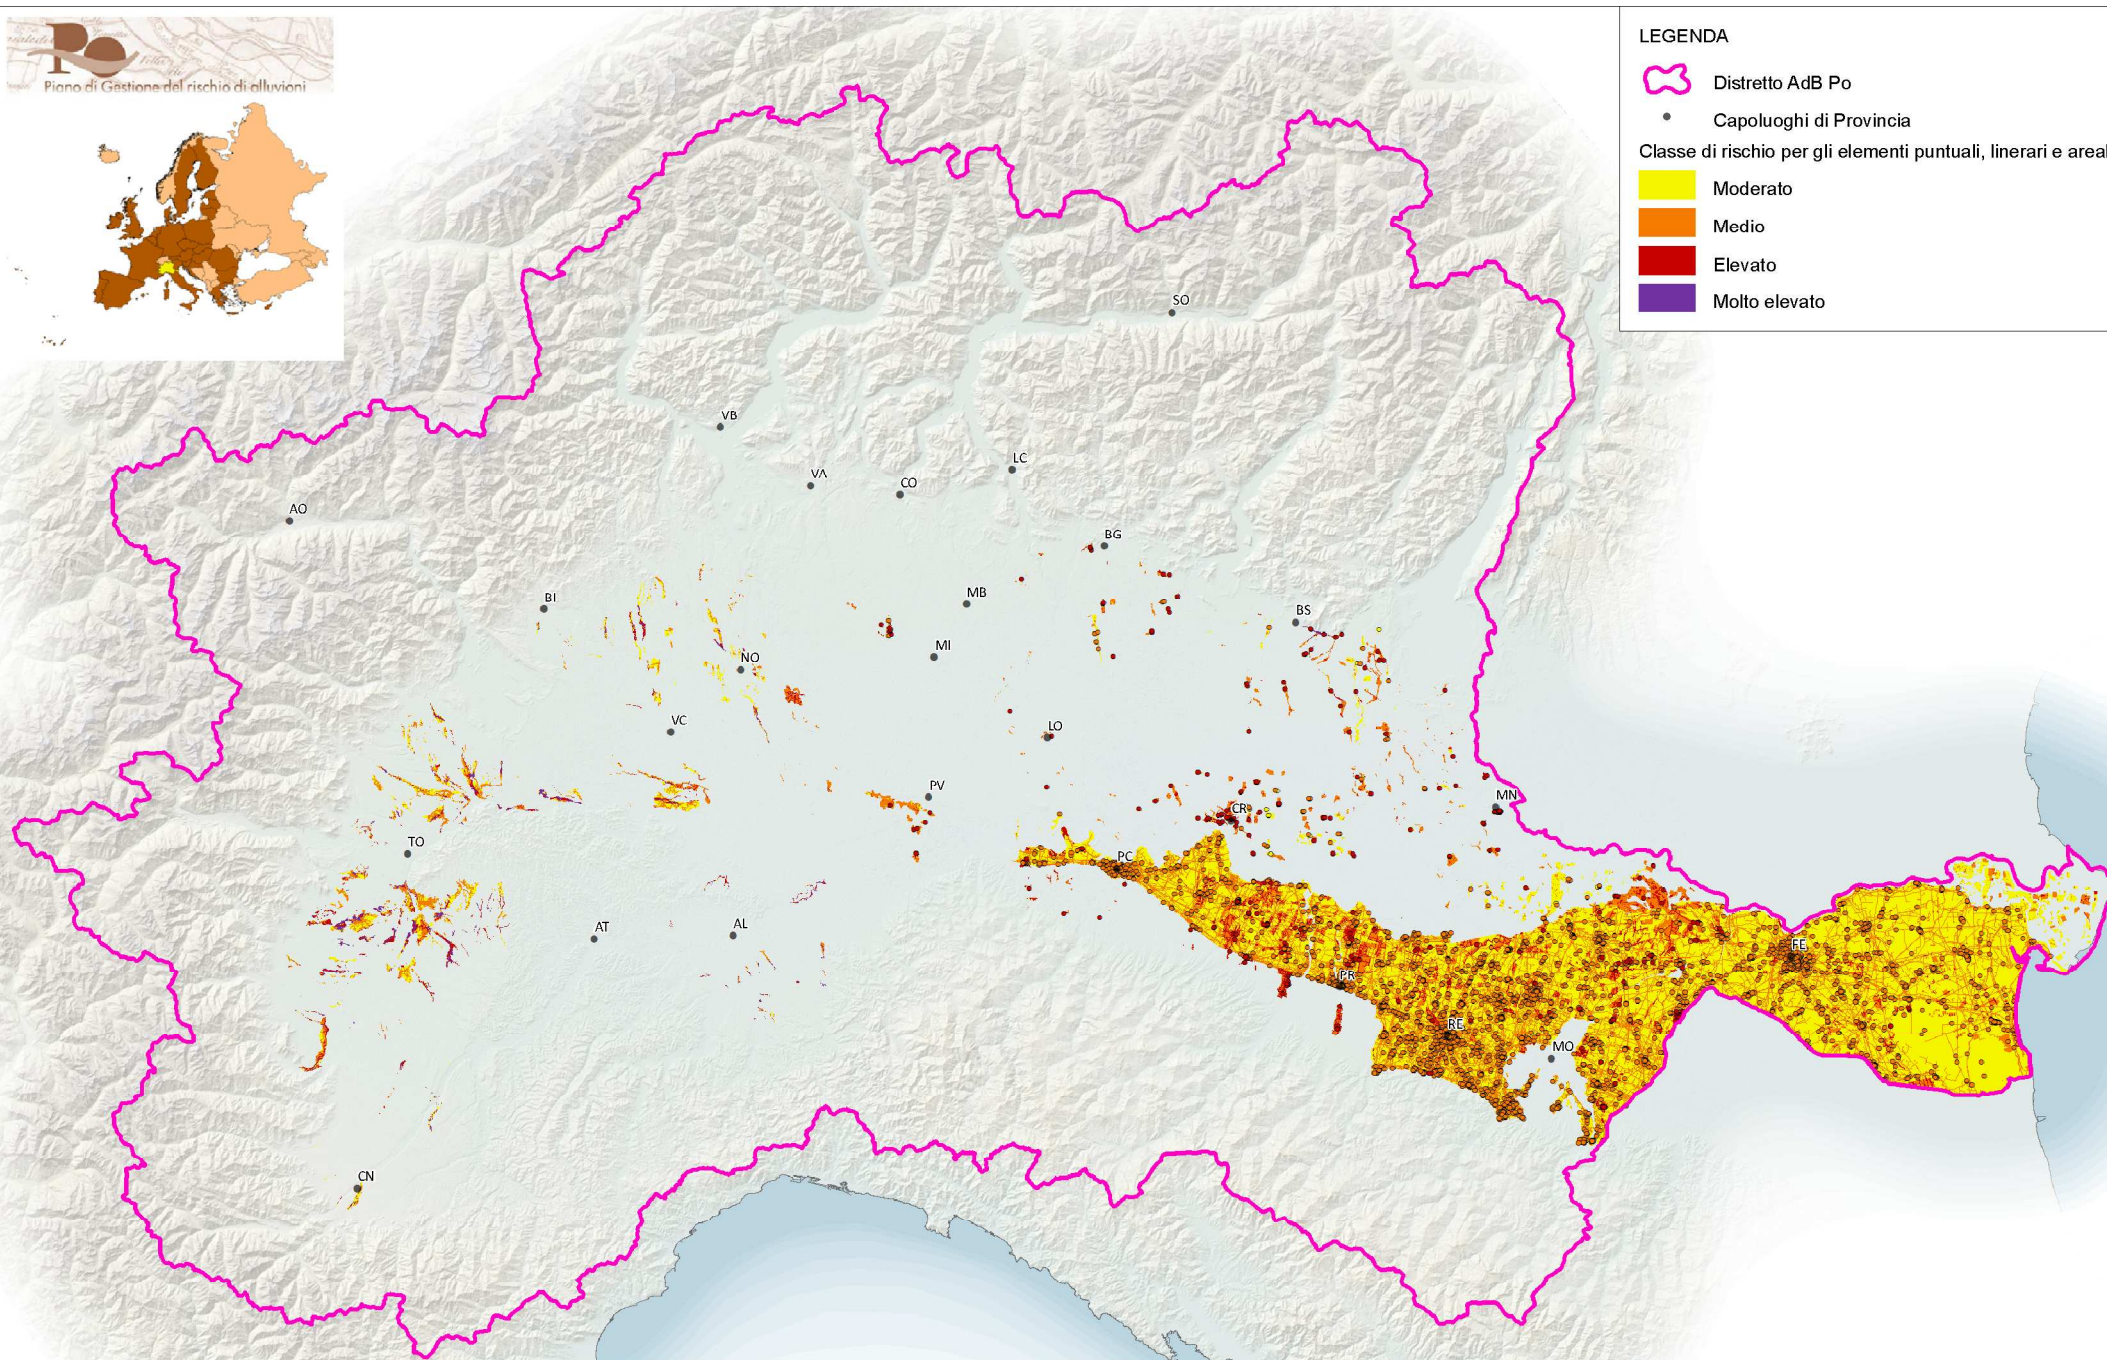 PO
Piano di Gestione del rischio di alluvioni
LEGENDA
Distretto AdB Po
Capoluoghi di Provincia
Classe di rischio per gli elementi puntuali, linerari e areal
Moderato
Medio
Elevato
Molto elevato
SO
VB
VA
CO
LC
AO
BG
BI
MB
BS
MI
NO
VC
LO
PV
CR
MN
TO
PC
AT
AL
FE
PR
RE
MO
CN